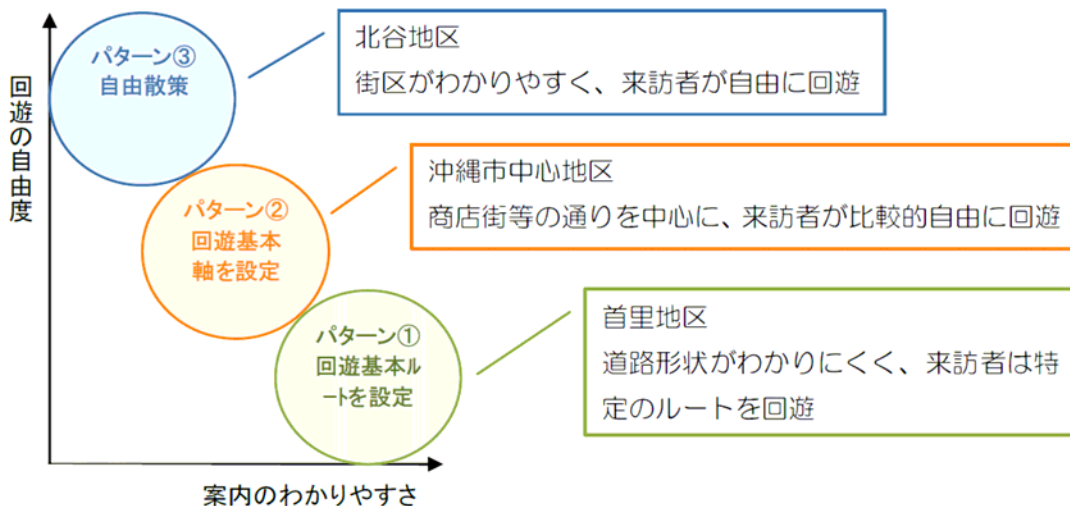 回遊の自由度
パターン③
自由散策
北谷地区
街区がわかりやすく、来訪者が自由に回遊
パターン②
回遊基本
軸を設定
沖縄市中心地区
商店街等の通りを中心に、来訪者が比較的自由に回遊
パターン①
回遊基本ル
ートを設定
首里地区
道路形状がわかりにくく、来訪者は特
定のルートを回遊
案内のわかりやすさ